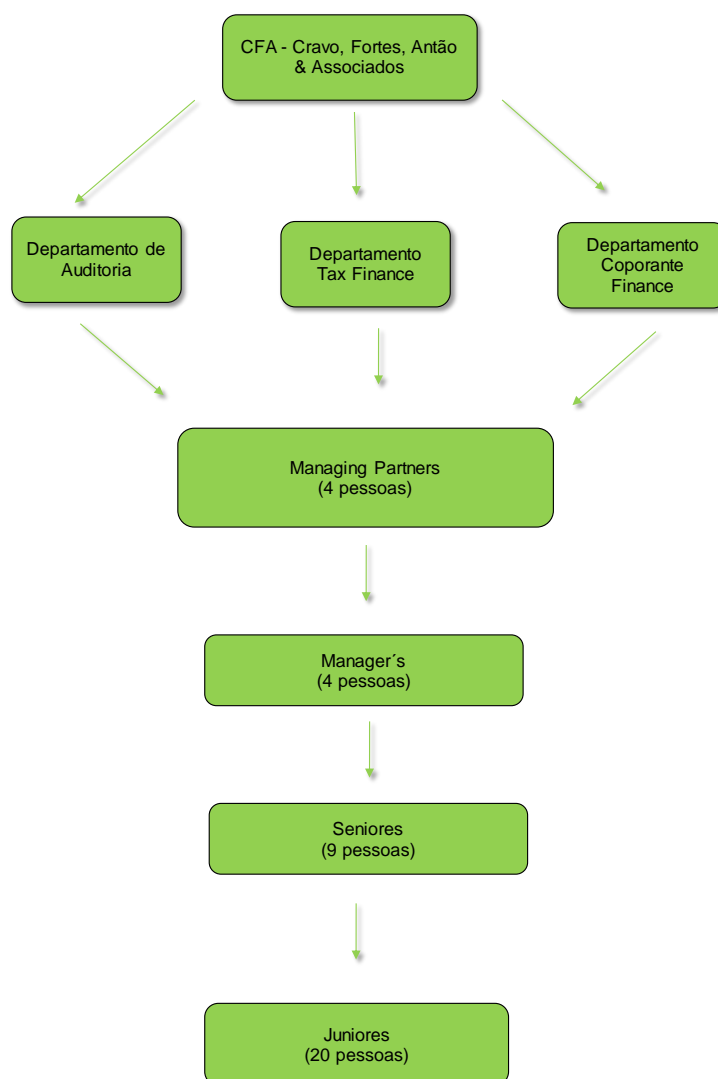 CFA - Cravo, Fortes, Antão
& Associados
Departamento de
Auditoria
Departamento
Tax Finance
Departamento
Coporante
Finance
Managing Partners
(4 pessoas)
Manager´s
(4 pessoas)
Seniores
(9 pessoas)
Juniores
(20 pessoas)